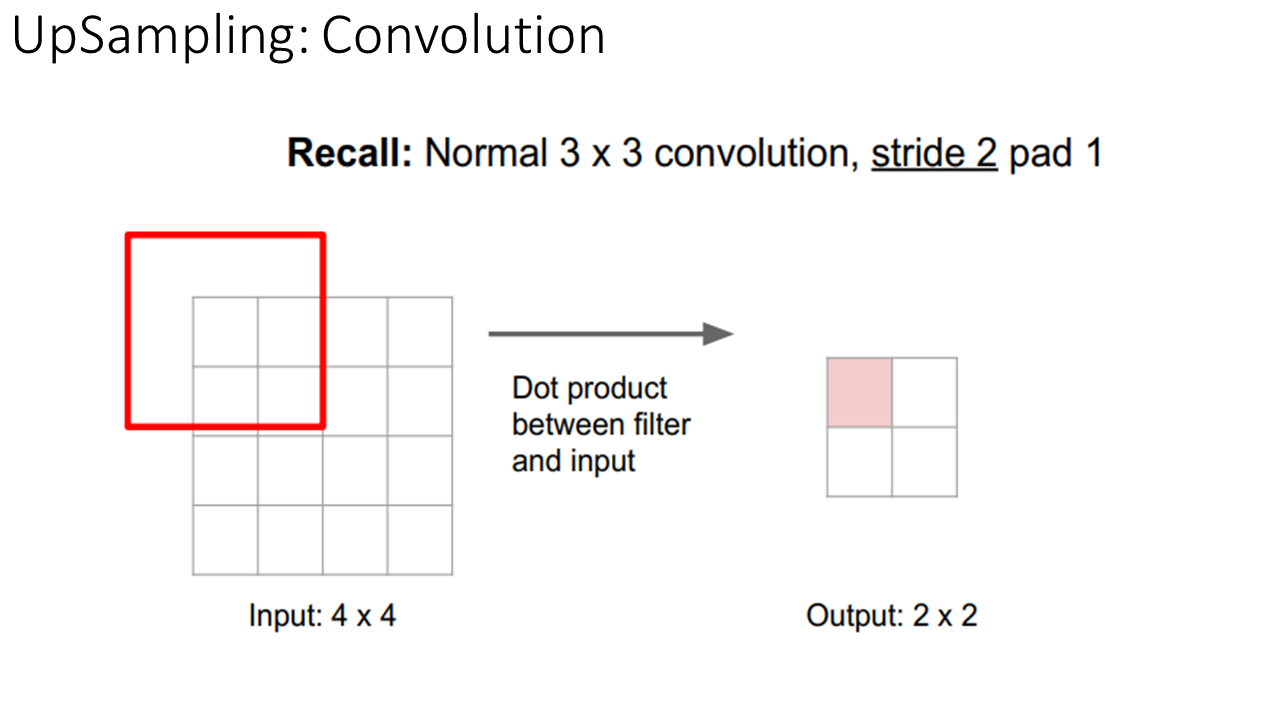 UpSampling: Convolution
Recall: Normal 3 x 3 convolution, stride 2 pad 1
Dot product
between filter
and input
Input: 4 x 4
Output: 2 x 2